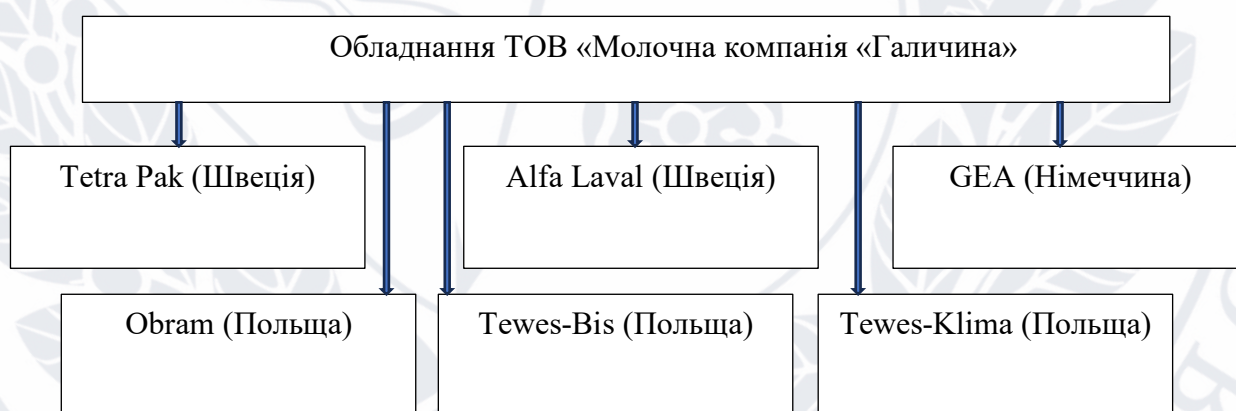 Обладнання ТОВ «Молочна компанія «Галичина»
Tetra Pak (Швеція)
Alfa Laval (Швеція)
GEA (Німеччина)
Obram (Польща)
Tewes-Bis (Польща)
Tewes-Klima (Польща)